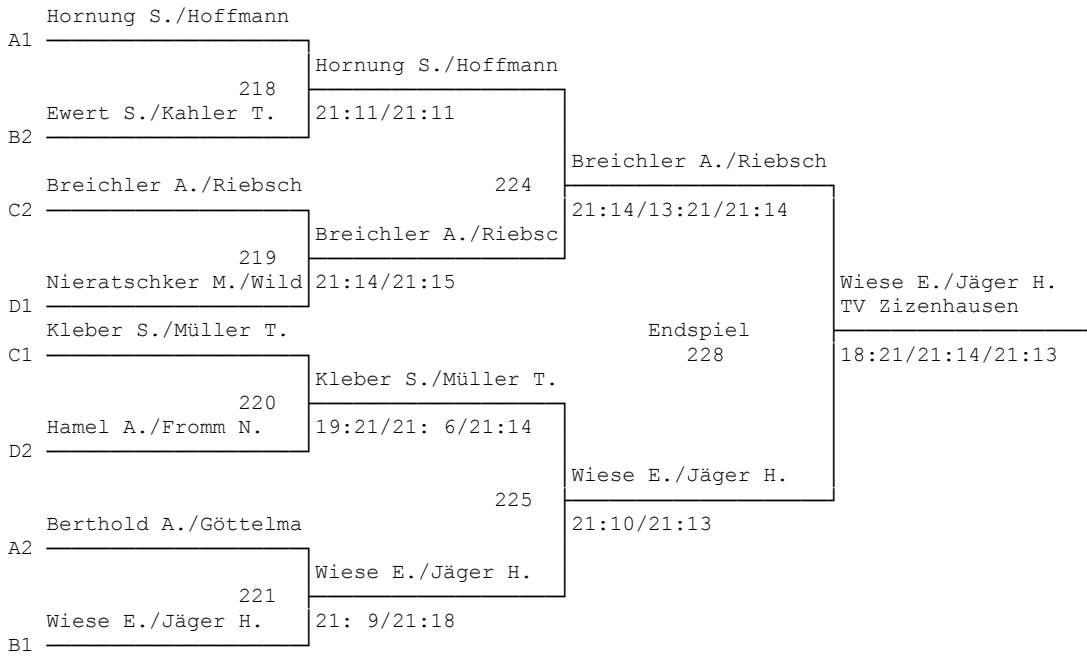 Hornung S./Hoffmann
A1
Hornung S./Hoffmann
218
Ewert S./Kahler T.
21:11/21:11
B2
Breichler A./Riebsch
Breichler A./Riebsch
224
C2
21:14/13:21/21:14
Breichler A./Riebsc
219
Nieratschker M./Wild
21:14/21:15
Wiese E./Jäger H.
D1
TV Zizenhausen
Kleber S./Müller T.
Endspiel
C1
228
18:21/21:14/21:13
Kleber S./Müller T.
220
Hamel A./Fromm N.
19:21/21: 6/21:14
D2
Wiese E./Jäger H.
225
Berthold A./Göttelma
21:10/21:13
A2
Wiese E./Jäger H.
221
Wiese E./Jäger H.
21: 9/21:18
B1